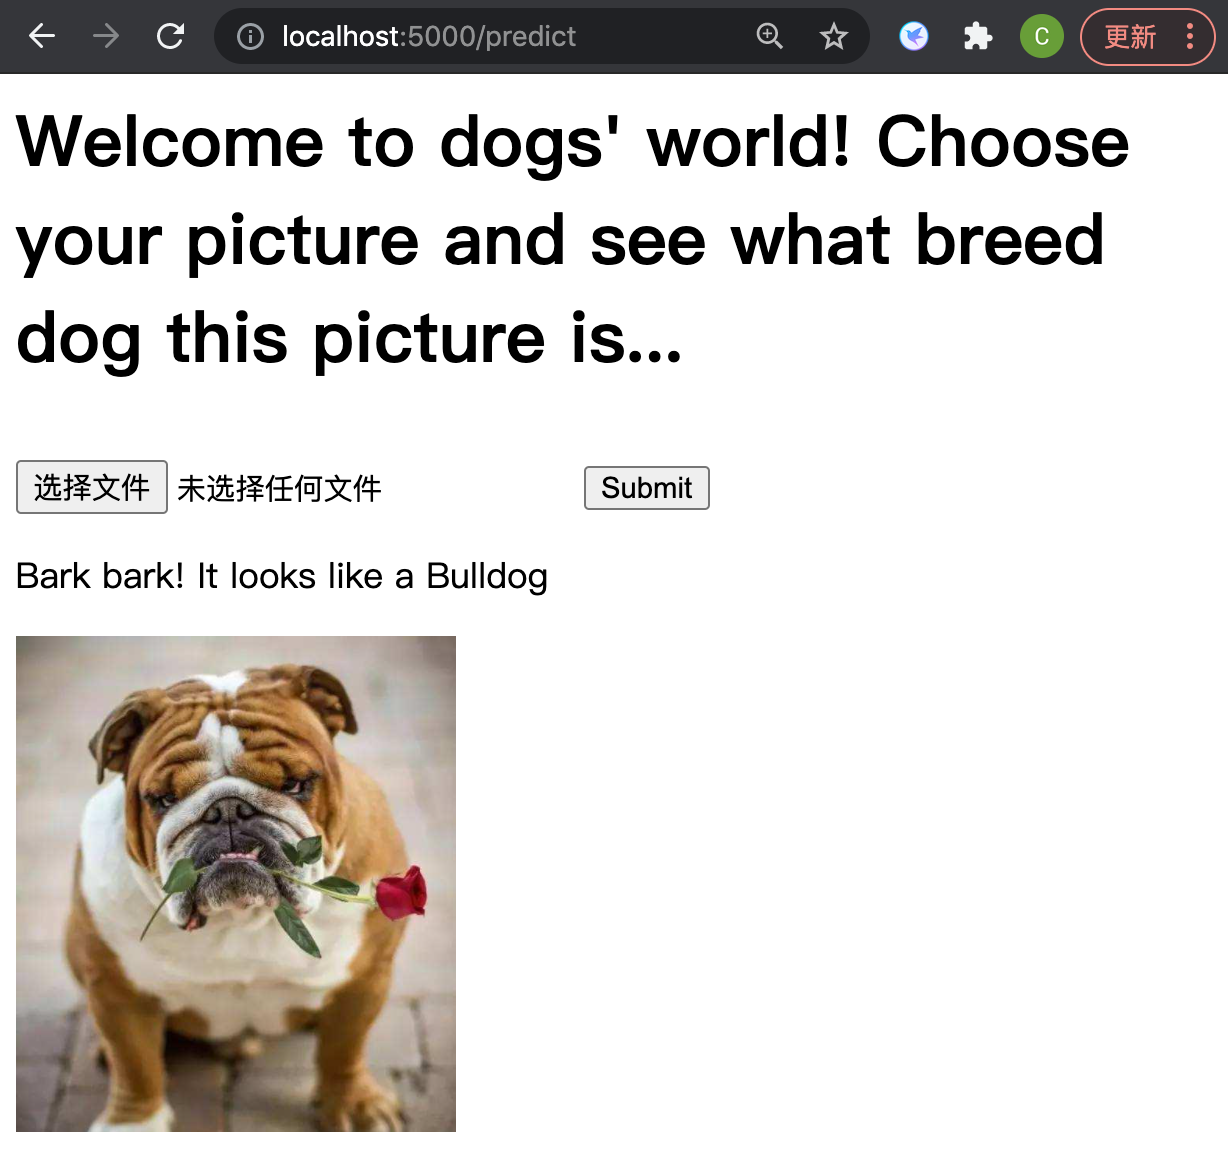 localhost:5000/predict
C
更新
Welcome to dogs' world! Choose
your picture and see what breed
dog this picture is...
选择文件 未选择任何文件 Submit
Bark bark! It looks like a Bulldog